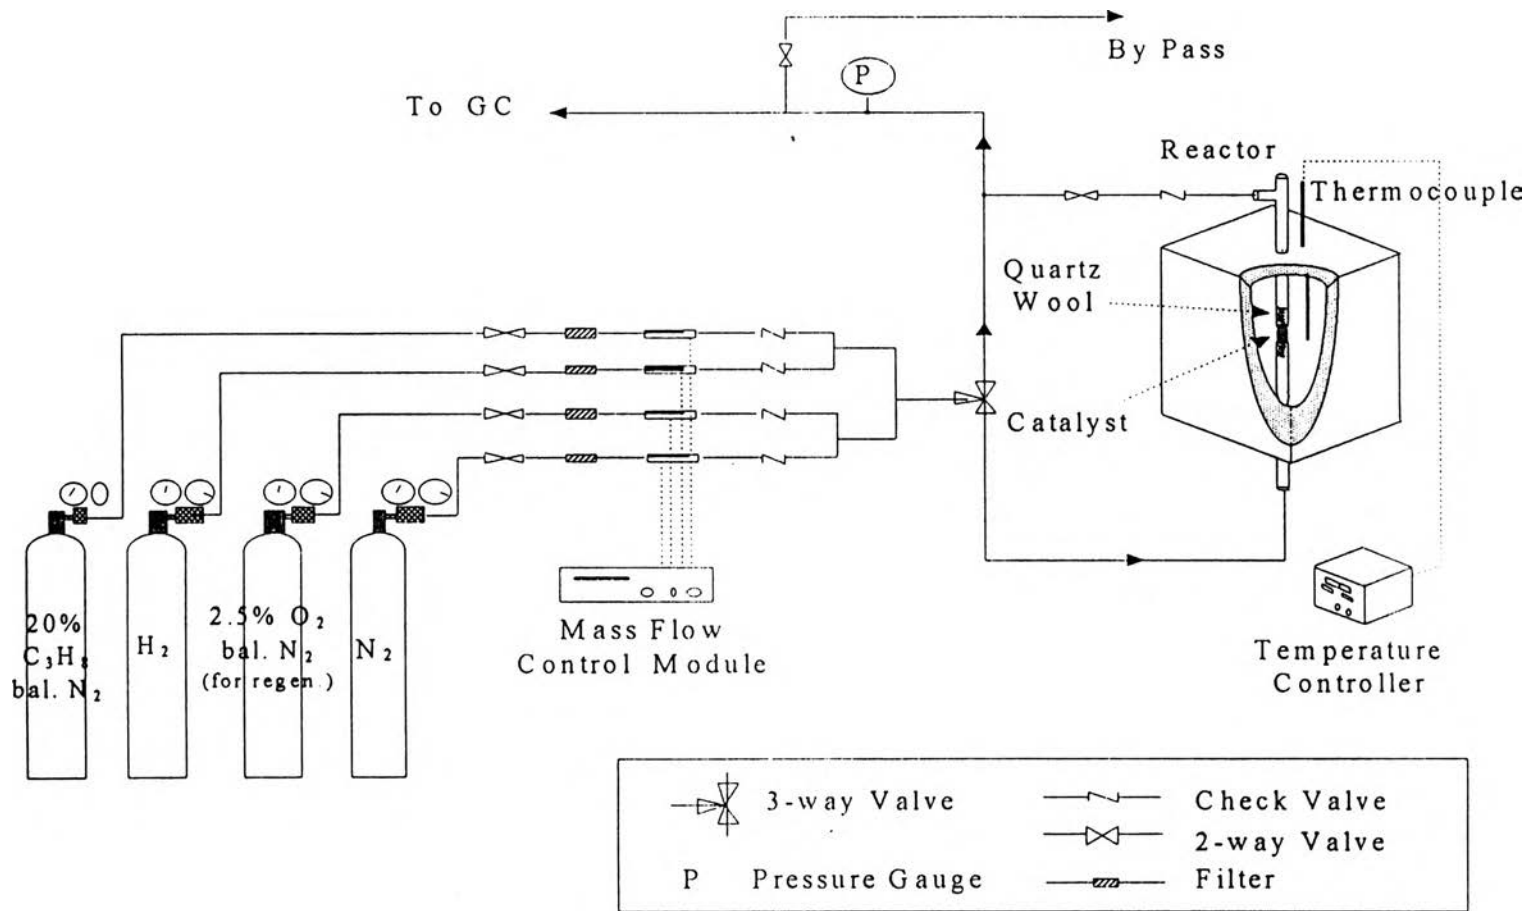 By Pass
P
To GC
Reactor
Thermocouple
Quartz
Wool
Catalyst
20%
C₃H₈
bal. N₂
H₂
2.5% O₂
bal. N₂
(for regen.)
N₂
Mass Flow
Control Module
Temperature
Controller
3-way Valve
Check Valve
2-way Valve
P Pressure Gauge
Filter